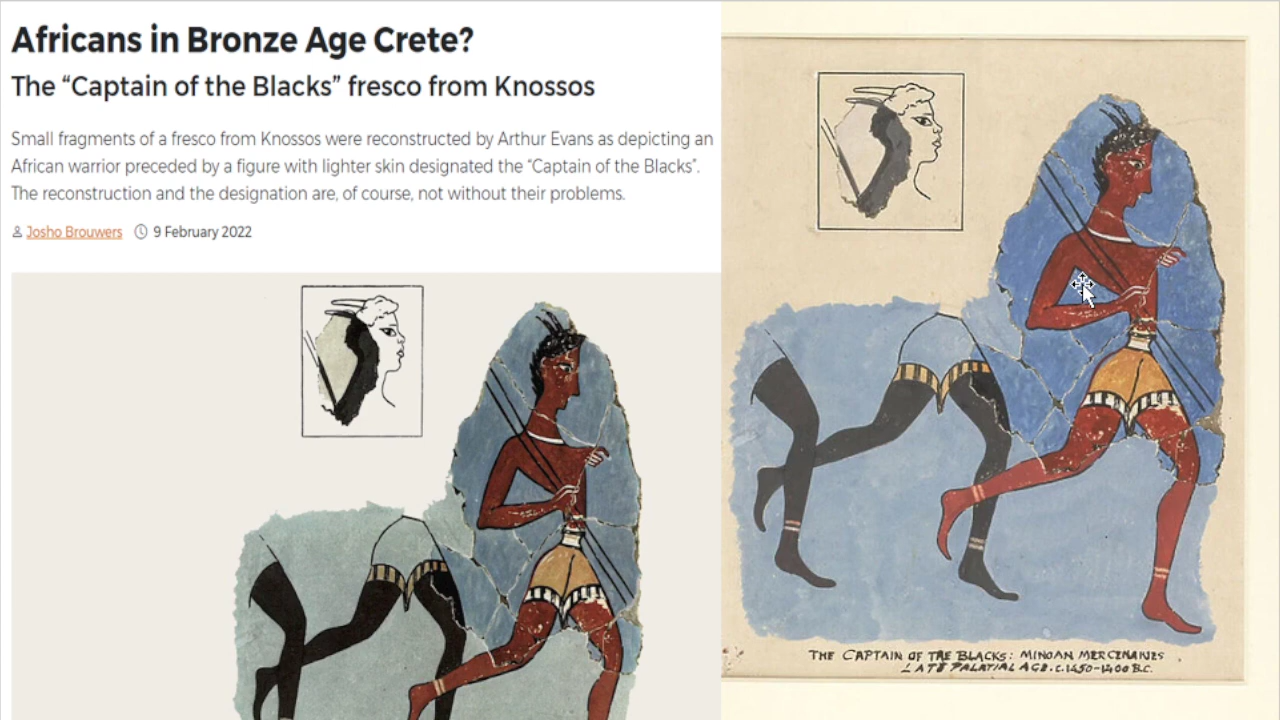 Africans in Bronze Age Crete?
The “Captain of the Blacks” fresco from Knossos
Small fragments of a fresco from Knossos were reconstructed by Arthur Evans as depicting an
African warrior preceded by a figure with lighter skin designated the “Captain of the Blacks”.
The reconstruction and the designation are, of course, not without their problems.
Josho Brouwers 9 February 2022
THE CAPTAIN OF THE BLACKS: MINOAN MERCENARIES
LATE PALATIAL AGE. C.1450-1400 B.C.